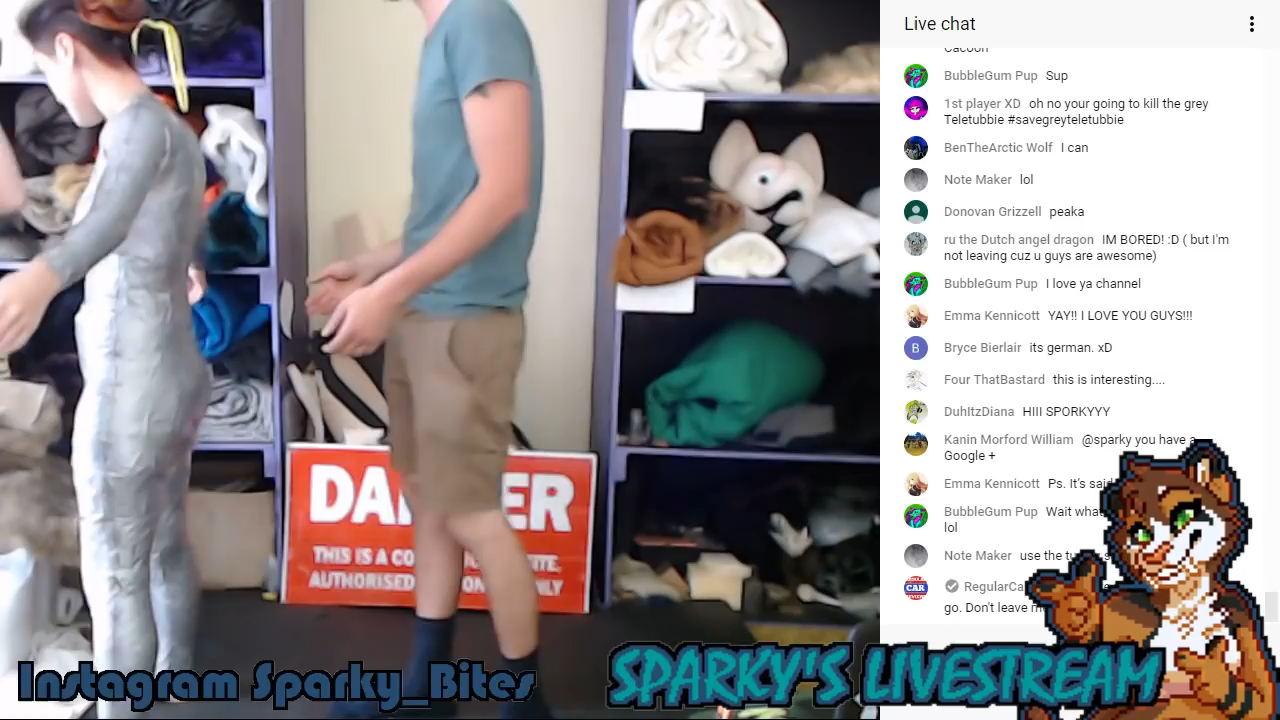 Live chat
Cacoon
BubbleGum Pup Sup
1st player XD oh no your going to kill the grey
Teletubbie #savegreyteletubbie
BenTheArctic Wolf I can
Note Maker lol
Donovan Grizzell peaka
ru the Dutch angel dragon IM BORED! :D ( but I'm
not leaving cuz u guys are awesome)
BubbleGum Pup I love ya channel
Emma Kennicott YAY!! I LOVE YOU GUYS!!!
B Bryce Bierlair its german. xD
Four ThatBastard this is interesting....
DuhItzDiana HIII SPORKYYY
Kanin Morford William @sparky you have a
Google +
Emma Kennicott Ps. It's said
BubbleGum Pup Wait what
lol
Note Maker use the
CAR RegularCa
go. Don't leave
DANGER
THIS IS A CO
AUTHORISED
Instagram Sparky_Bites
SPARKY'S LIVESTREAM